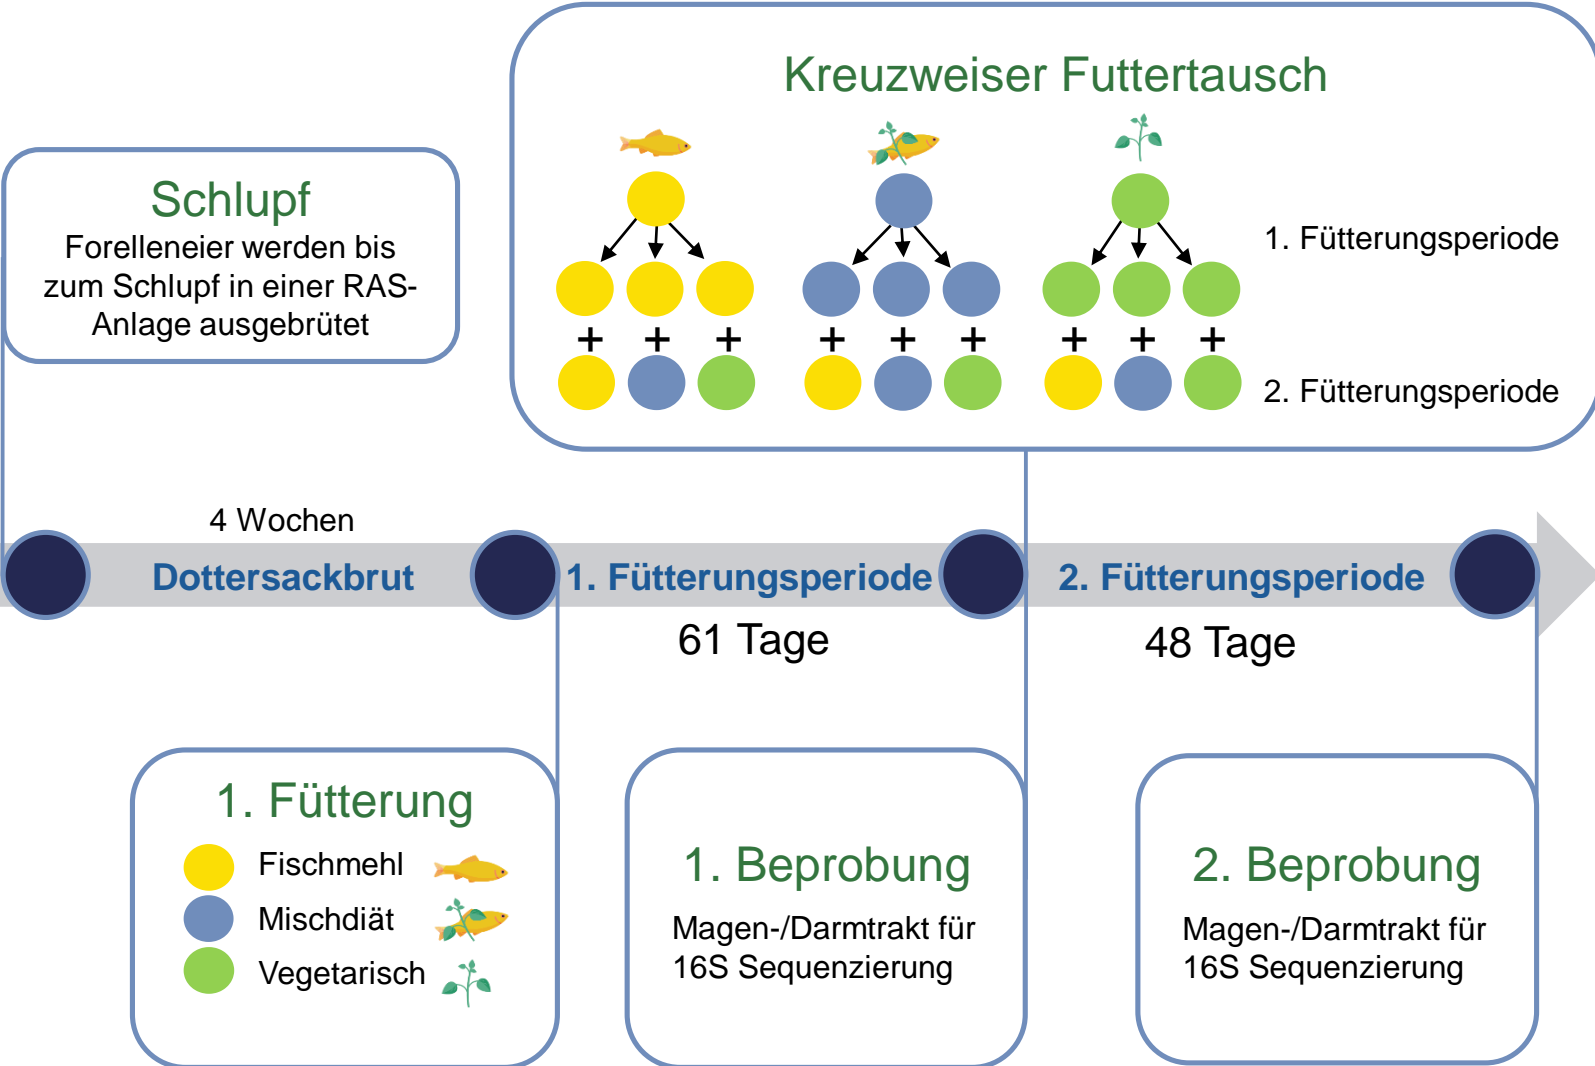 Kreuzweiser Futtertausch
1. Fütterungsperiode
+ + +
+ + +
+ + +
2. Fütterungsperiode
Schlupf
Forelleneier werden bis
zum Schlupf in einer RAS-
Anlage ausgebrütet
4 Wochen
Dottersackbrut
1. Fütterungsperiode
2. Fütterungsperiode
61 Tage
48 Tage
1. Fütterung
Fischmehl
Mischdiät
Vegetarisch
1. Beprobung
Magen-/Darmtrakt für
16S Sequenzierung
2. Beprobung
Magen-/Darmtrakt für
16S Sequenzierung